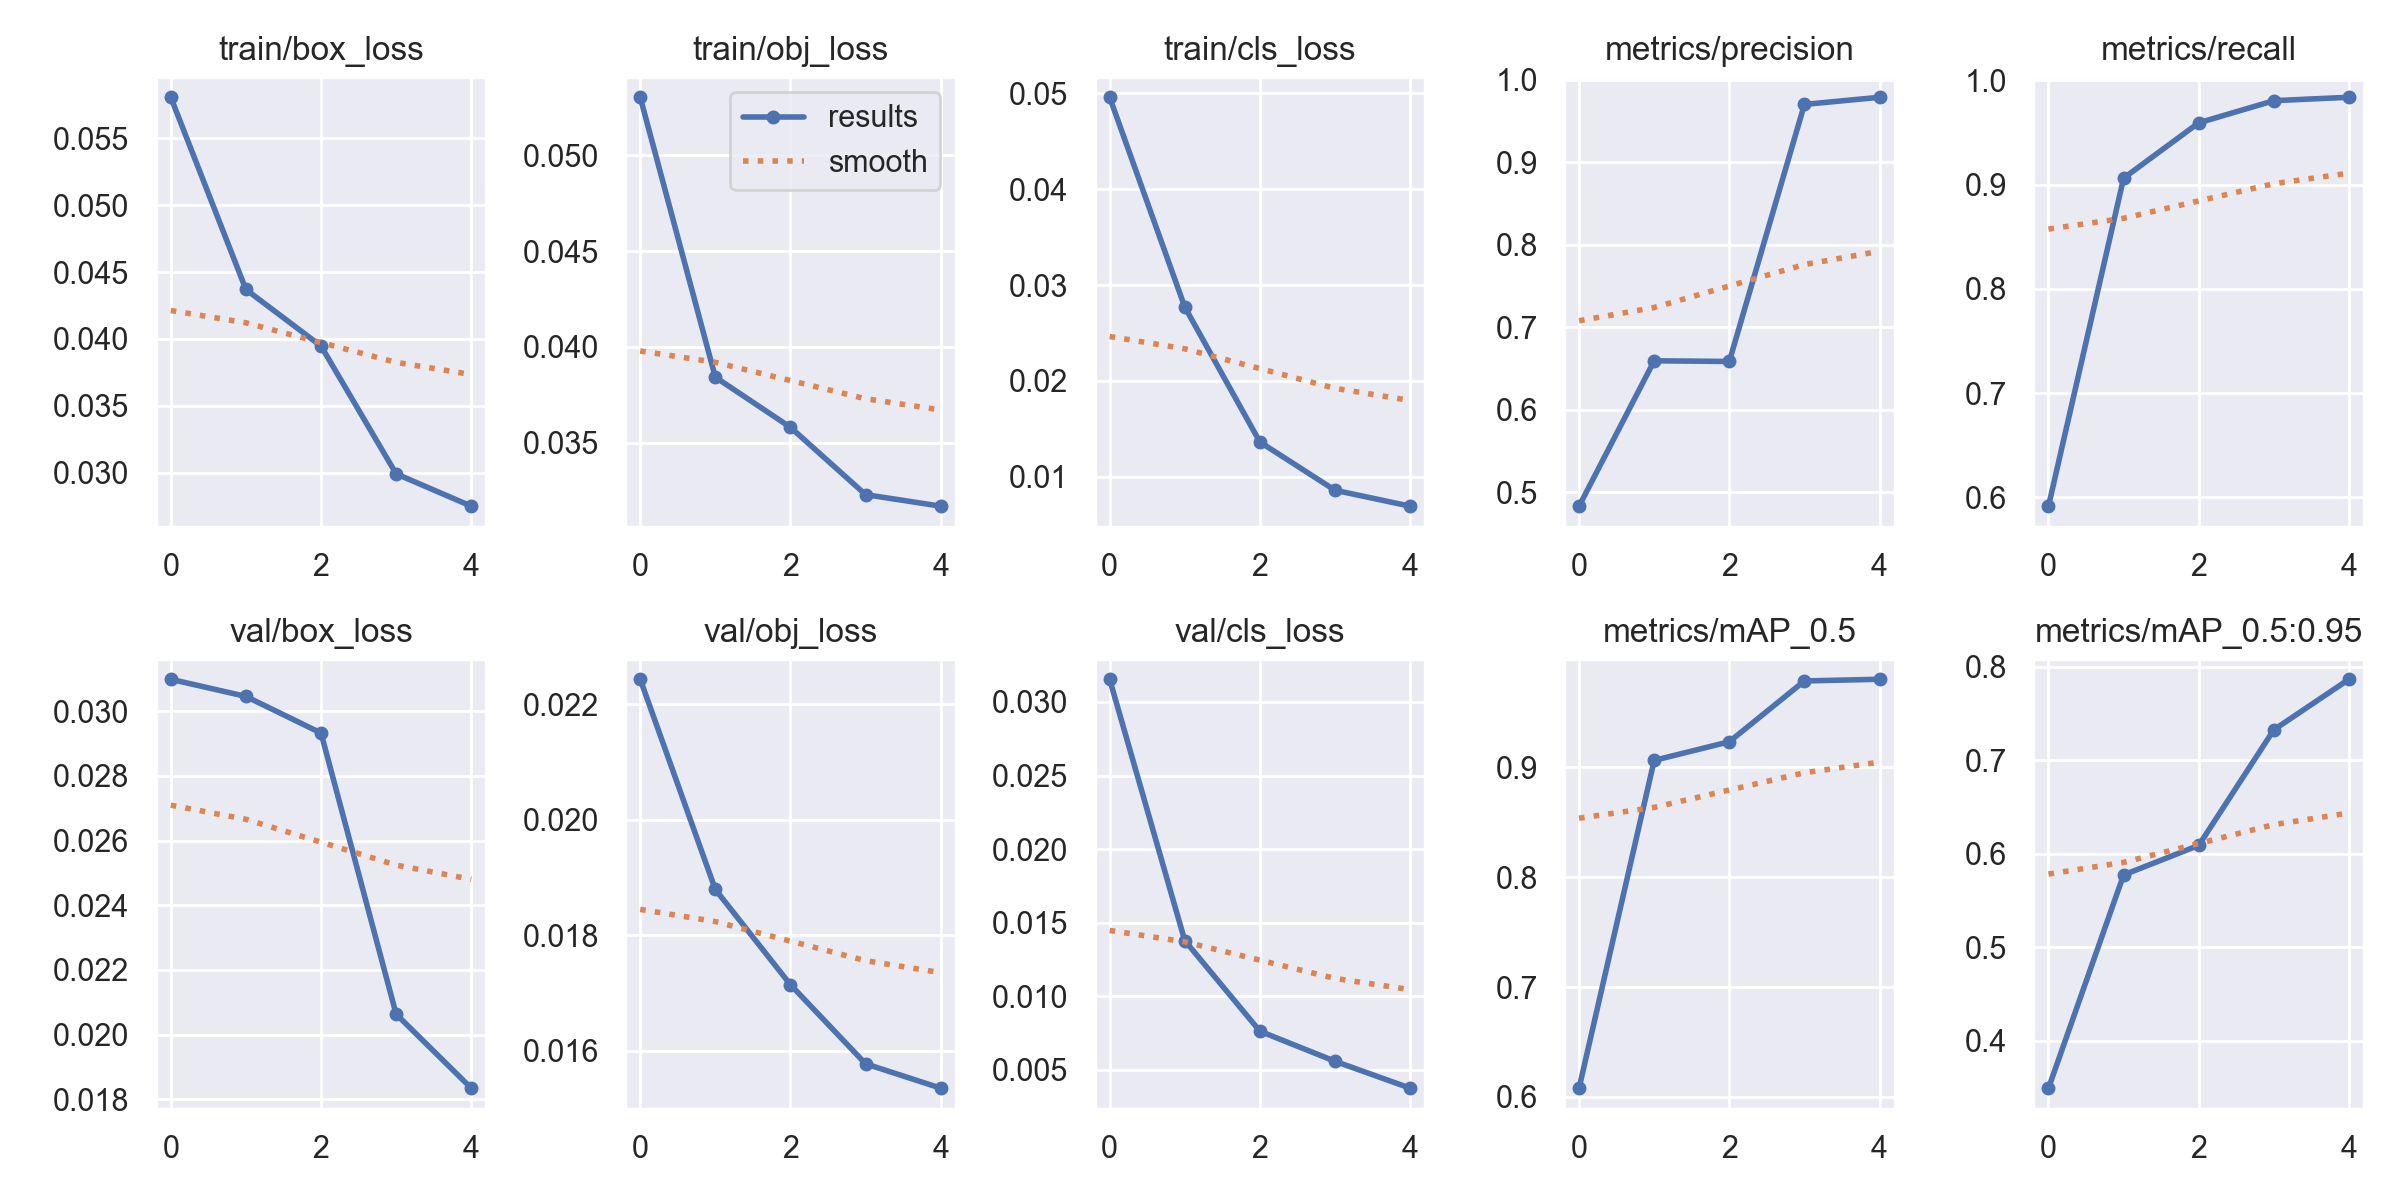 train/box_loss
0.055
0.050
0.045
0.040
0.035
0.030
0 2 4
train/obj_loss
results
smooth
0.050
0.045
0.040
0.035
0 2 4
train/cls_loss
0.05
0.04
0.03
0.02
0.01
0 2 4
metrics/precision
1.0
0.9
0.8
0.7
0.6
0.5
0 2 4
metrics/recall
1.0
0.9
0.8
0.7
0.6
0 2 4
val/box_loss
0.030
0.028
0.026
0.024
0.022
0.020
0.018
0 2 4
val/obj_loss
0.022
0.020
0.018
0.016
0 2 4
val/cls_loss
0.030
0.025
0.020
0.015
0.010
0.005
0 2 4
metrics/mAP_0.5
0.9
0.8
0.7
0.6
0 2 4
metrics/mAP_0.5:0.95
0.8
0.7
0.6
0.5
0.4
0 2 4